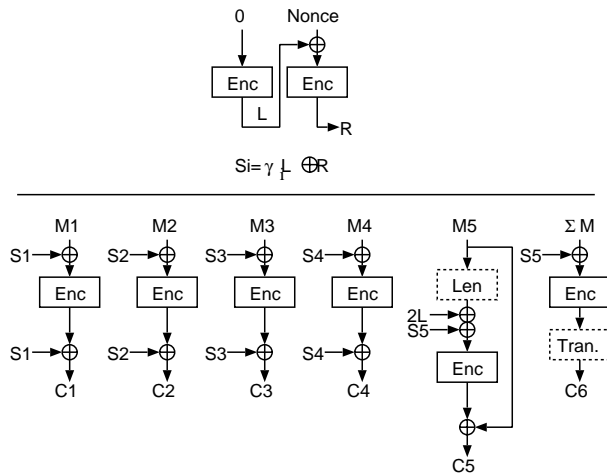 0 Nonce
Enc Enc
L
R
Si= γ i L ⊕R
M1 M2 M3 M4 M5 Σ M
S1 S2 S3 S4 S5
Enc Enc Enc Enc Len Enc
2L
S5
Tran.
S1 S2 S3 S4 Enc
C1 C2 C3 C4 C6
C5